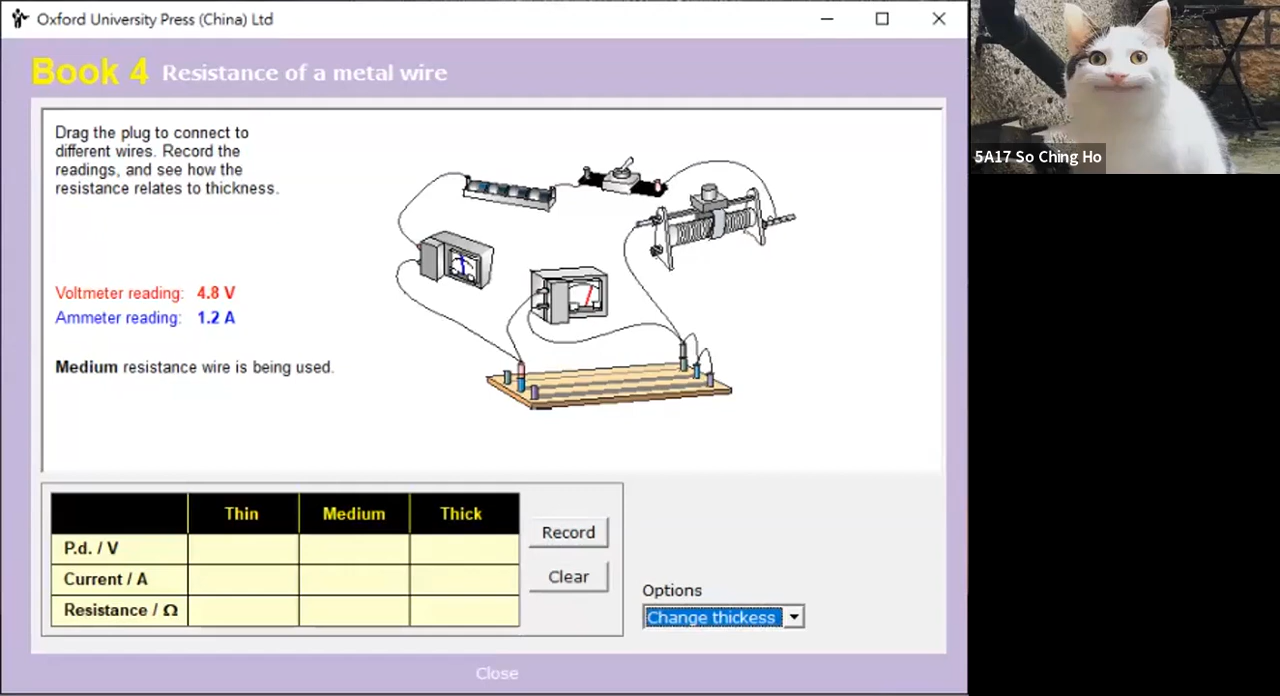 Oxford University Press (China) Ltd
Book 4 Resistance of a metal wire
Drag the plug to connect to
different wires. Record the
readings, and see how the
resistance relates to thickness.
Voltmeter reading: 4.8 V
Ammeter reading: 1.2 A
Medium resistance wire is being used.
Thin Medium Thick
P.d. / V
Current / A
Resistance / Ω
Record
Clear
Options
Change thickess
Close
5A17 So Ching Ho